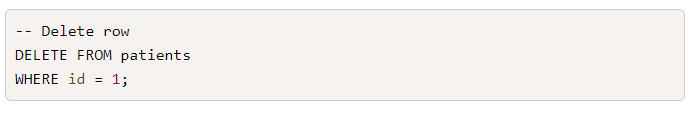 -- Delete row
DELETE FROM patients
WHERE id = 1;